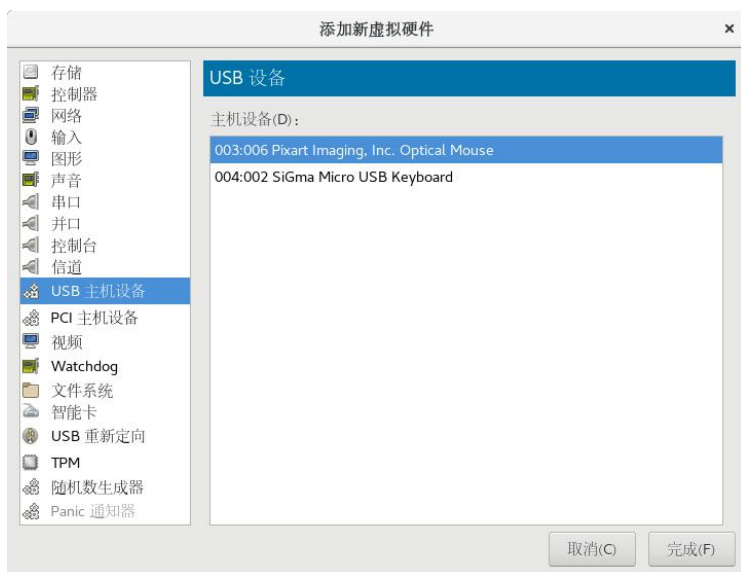 添加新虚拟硬件
存储
控制器
网络
输入
图形
声音
串口
并口
控制台
信道
USB 主机设备
PCI 主机设备
视频
Watchdog
文件系统
智能卡
USB 重新定向
TPM
随机数生成器
Panic 通知器
USB 设备
主机设备(D)：
003:006 Pixart Imaging, Inc. Optical Mouse
004:002 SiGma Micro USB Keyboard
取消(C)
完成(F)